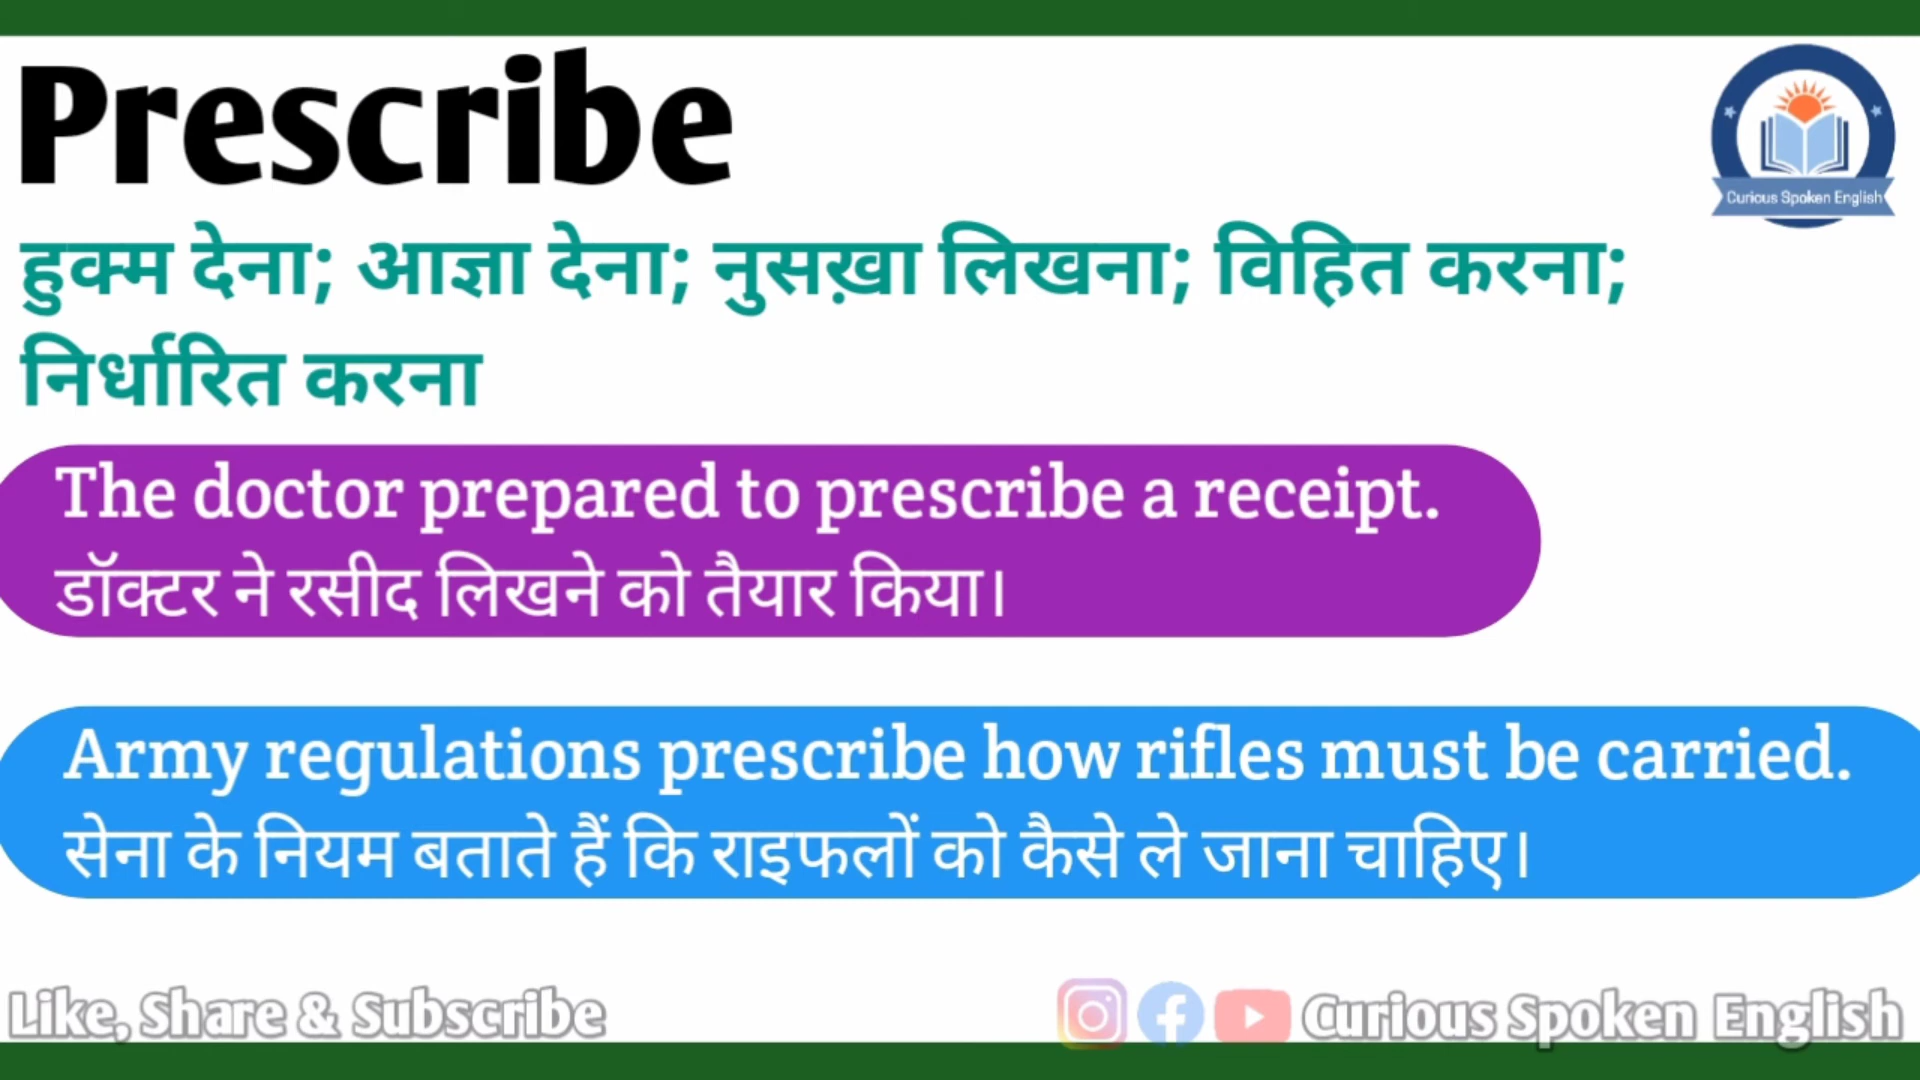 Prescribe
Curious Spoken English
हुक्म देना; आज्ञा देना; नुसख़ा लिखना; विहित करना;
निर्धारित करना
The doctor prepared to prescribe a receipt.
डॉक्टर ने रसीद लिखने को तैयार किया।
Army regulations prescribe how rifles must be carried.
सेना के नियम बताते हैं कि राइफलों को कैसे ले जाना चाहिए।
Like, Share & Subscribe
Curious Spoken English